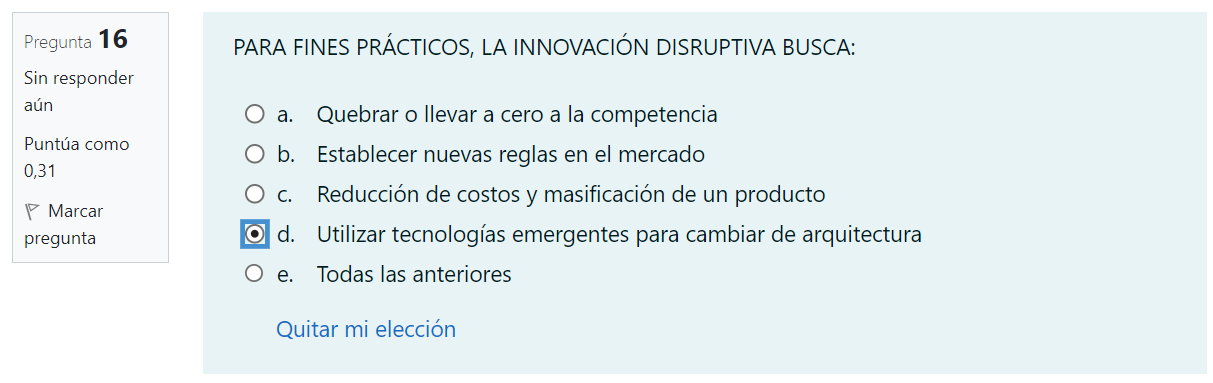 Pregunta 16
Sin responder
aún
Puntúa como
0,31
Marcar
pregunta
PARA FINES PRÁCTICOS, LA INNOVACIÓN DISRUPTIVA BUSCA:
a. Quebrar o llevar a cero a la competencia
b. Establecer nuevas reglas en el mercado
c. Reducción de costos y masificación de un producto
d. Utilizar tecnologías emergentes para cambiar de arquitectura
e. Todas las anteriores
Quitar mi elección